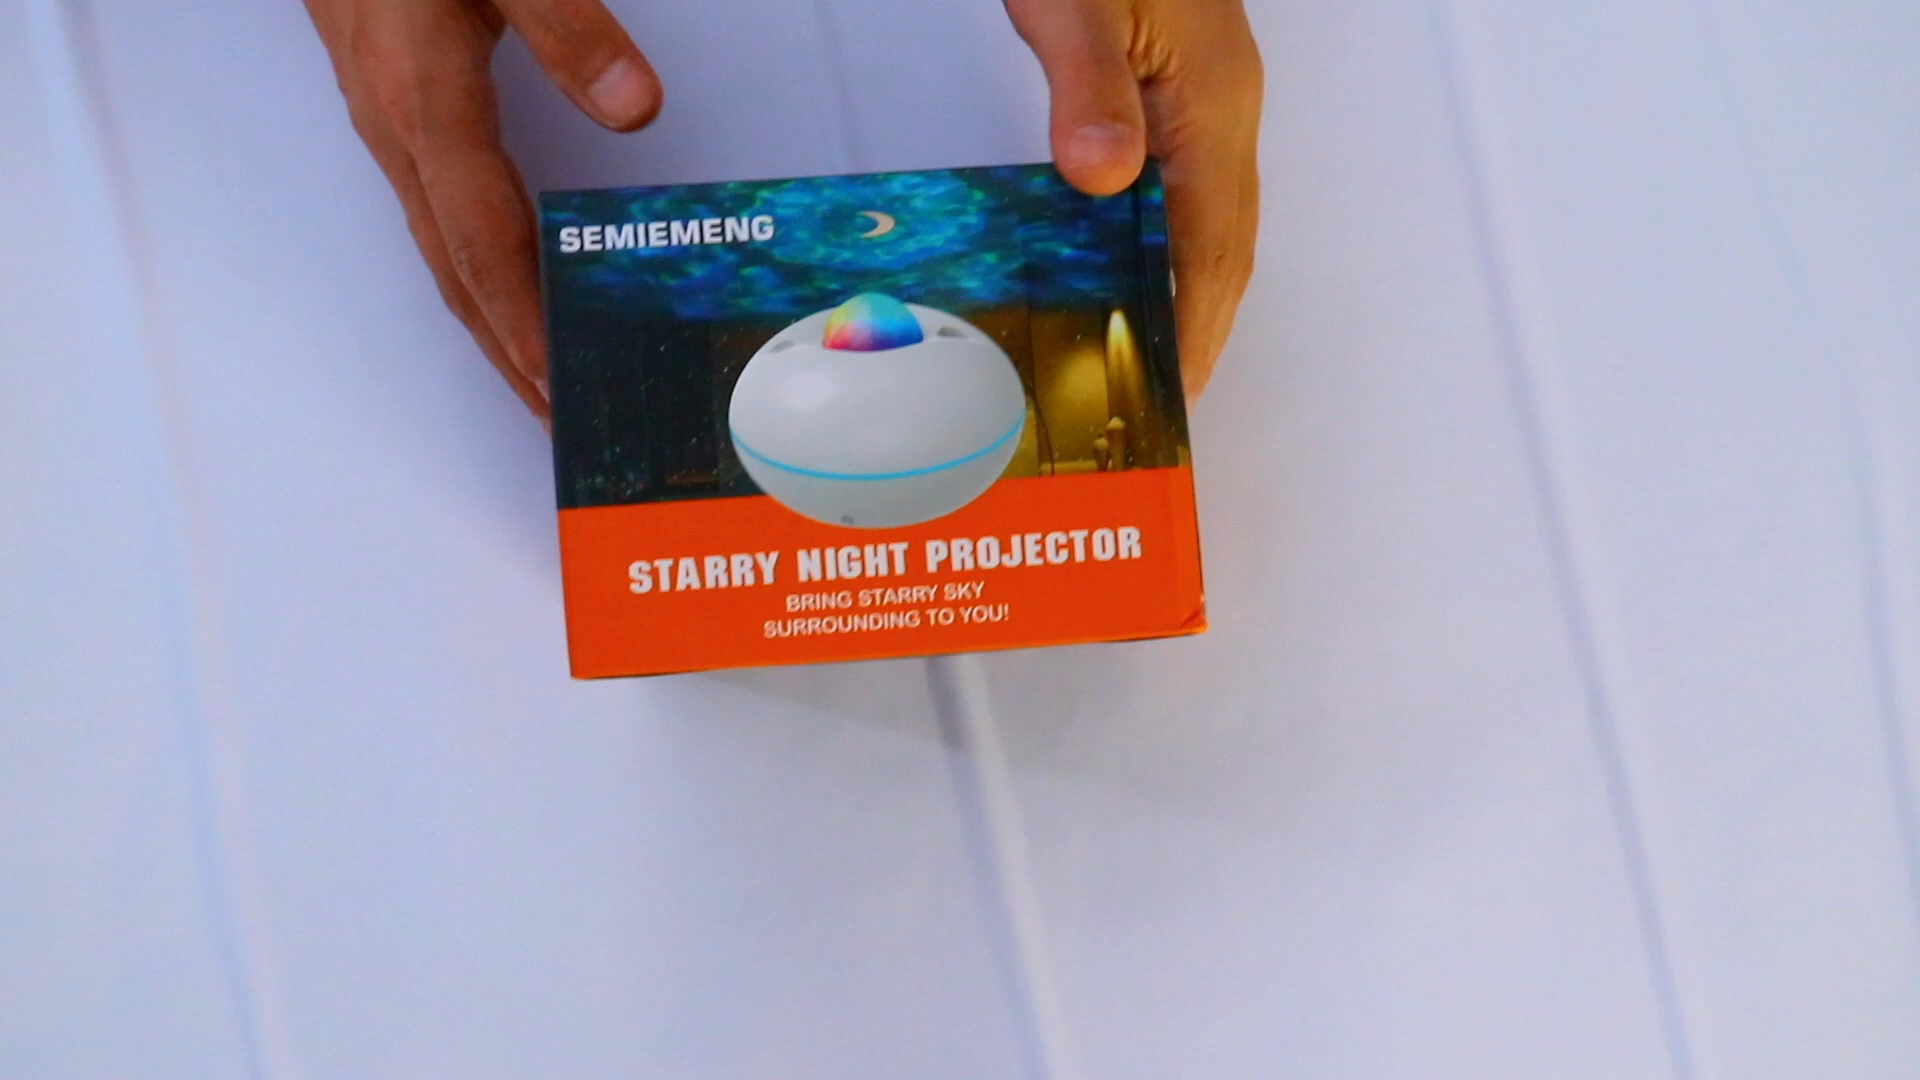 SEMIEMENG
STARRY NIGHT PROJECTOR
BRING STARRY SKY
SURROUNDING TO YOU!